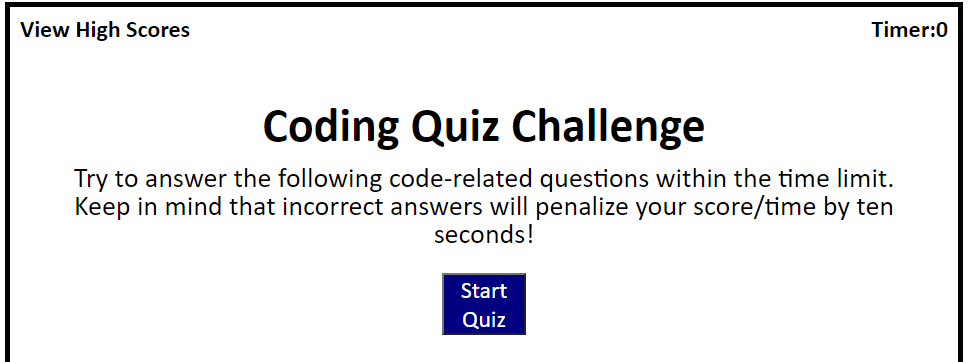 View High Scores
Timer:0
Coding Quiz Challenge
Try to answer the following code-related questions within the time limit.
Keep in mind that incorrect answers will penalize your score/time by ten
seconds!
Start
Quiz